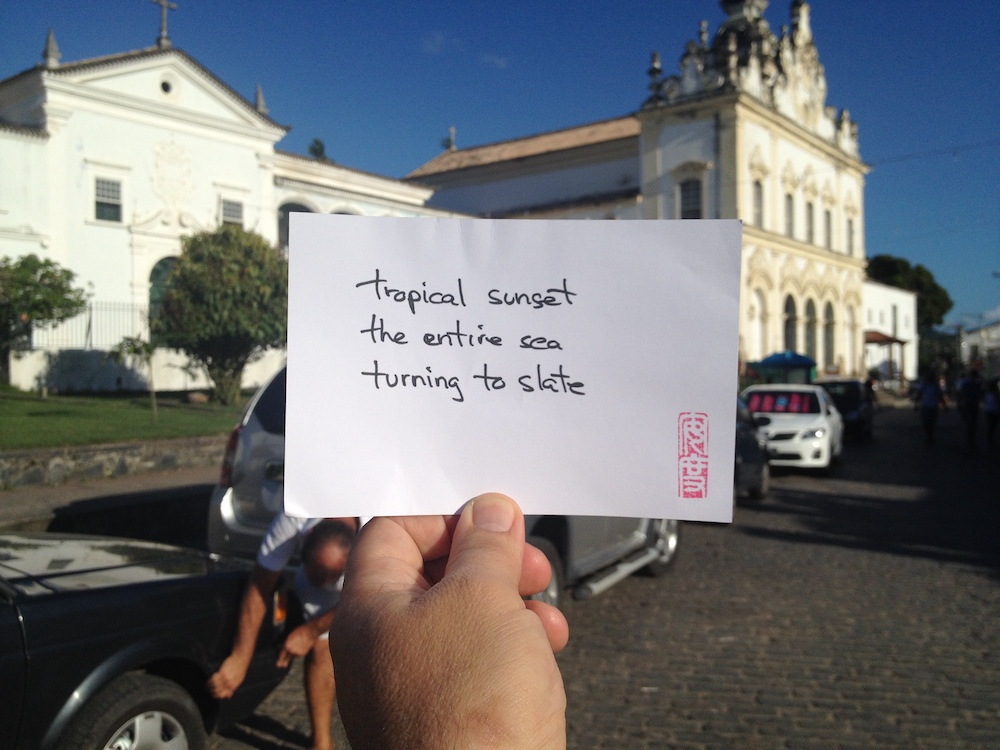 tropical sunset
the entire sea
turning to slate